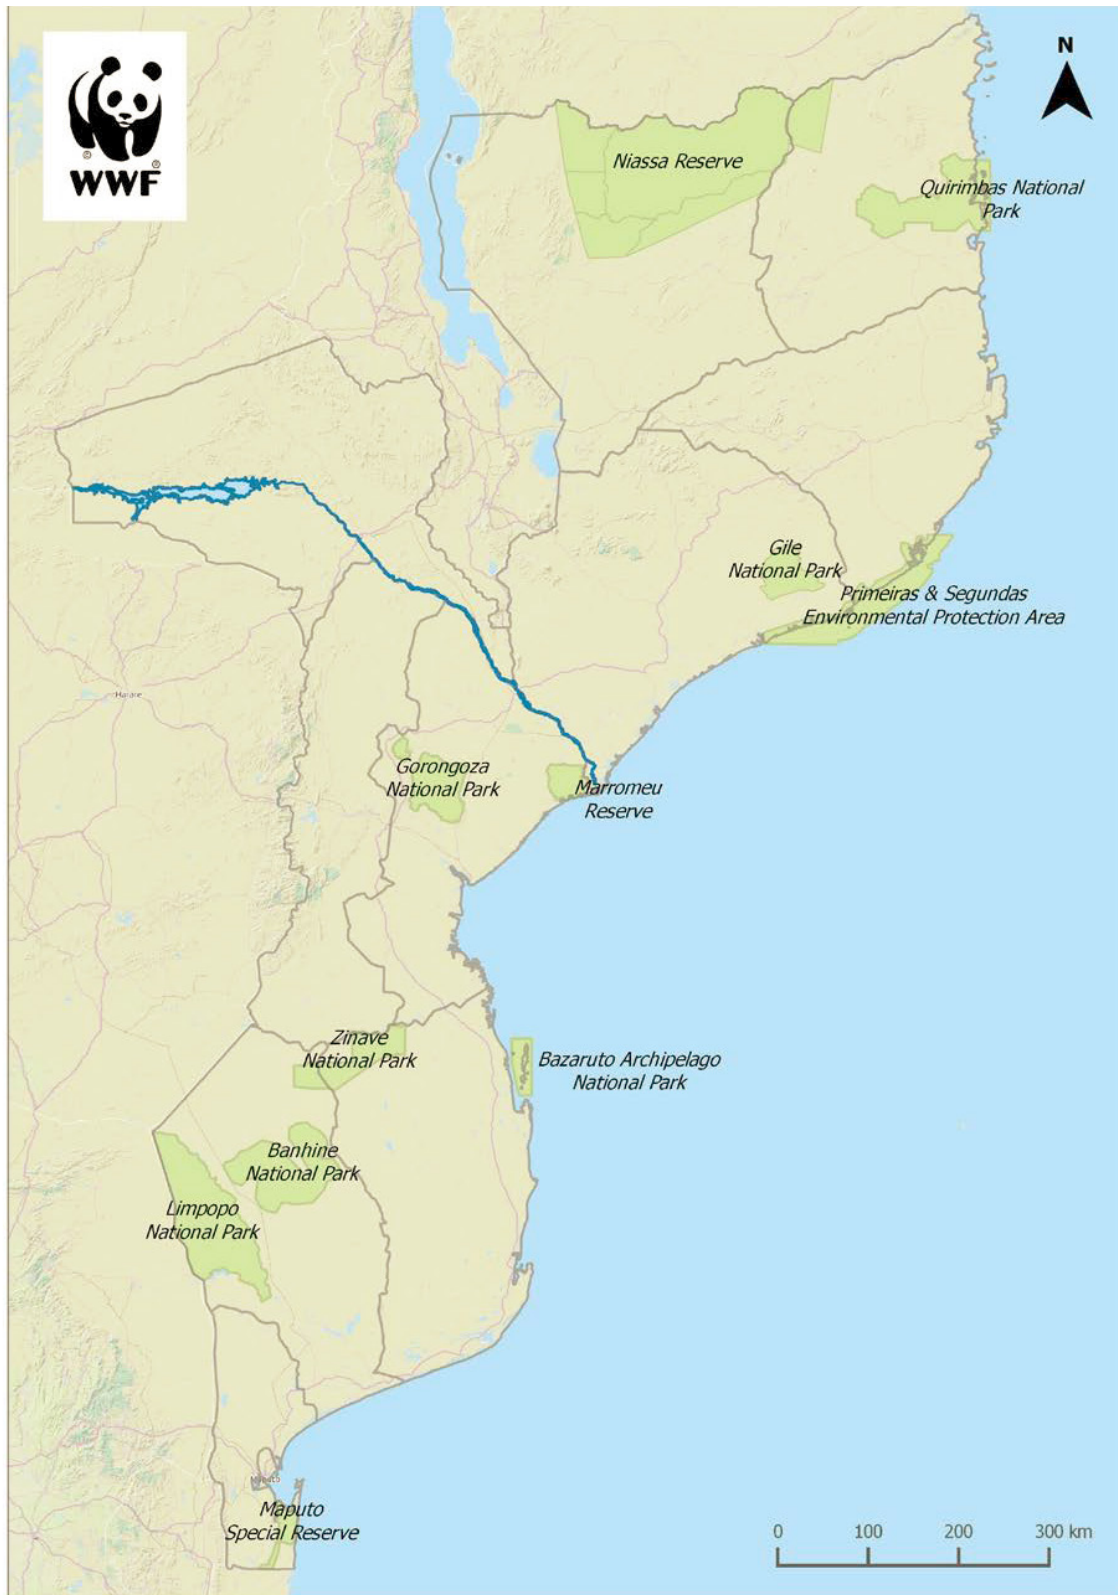 WWF
N
Niassa Reserve
Quirimbas National
Park
Gile
National Park
Primeiras & Segundas
Environmental Protection Area
Harare
Gorongoza
National Park
Marromeu
Reserve
Zinave
National Park
Bazaruto Archipelago
National Park
Banhine
National Park
Limpopo
National Park
Maputo
Maputo
Special Reserve
0 100 200 300 km